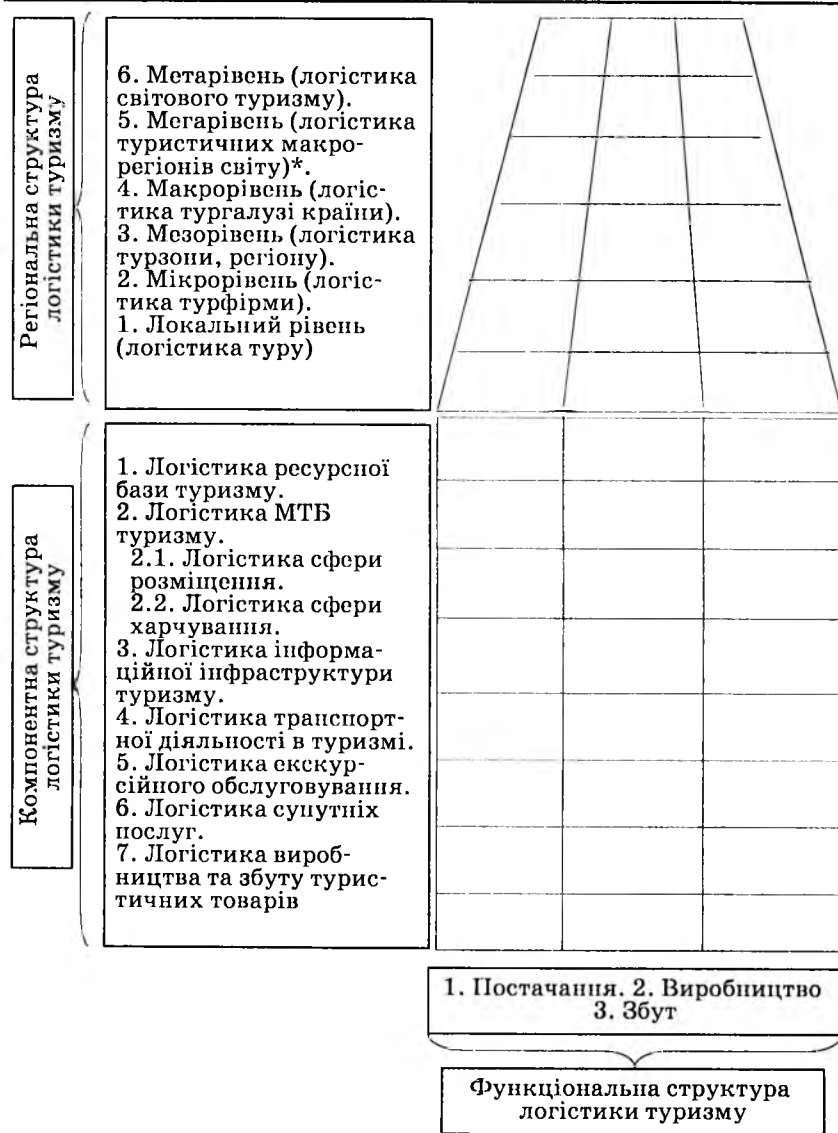 Регіональна структура
логістики туризму
6. Метарівень (логістика
світового туризму).
5. Мегарівень (логістика
туристичних макро-
регіонів світу)*.
4. Макрорівень (логіс-
тика тургалузі країни).
3. Мезорівень (логістика
турзони, регіону).
2. Мікрорівень (логіс-
тика турфірми).
1. Локальний рівень
(логістика туру)
Компонентна структура
логістики туризму
1. Логістика ресурсної
бази туризму.
2. Логістика МТБ
туризму.
2.1. Логістика сфери
розміщення.
2.2. Логістика сфери
харчування.
3. Логістика інформа-
ційної інфраструктури
туризму.
4. Логістика транспорт-
ної діяльності в туризмі.
5. Логістика екскур-
сійного обслуговування.
6. Логістика супутніх
послуг.
7. Логістика вироб-
ництва та збуту турис-
тичних товарів
1. Постачання. 2. Виробництво
3. Збут
Функціональна структура
логістики туризму